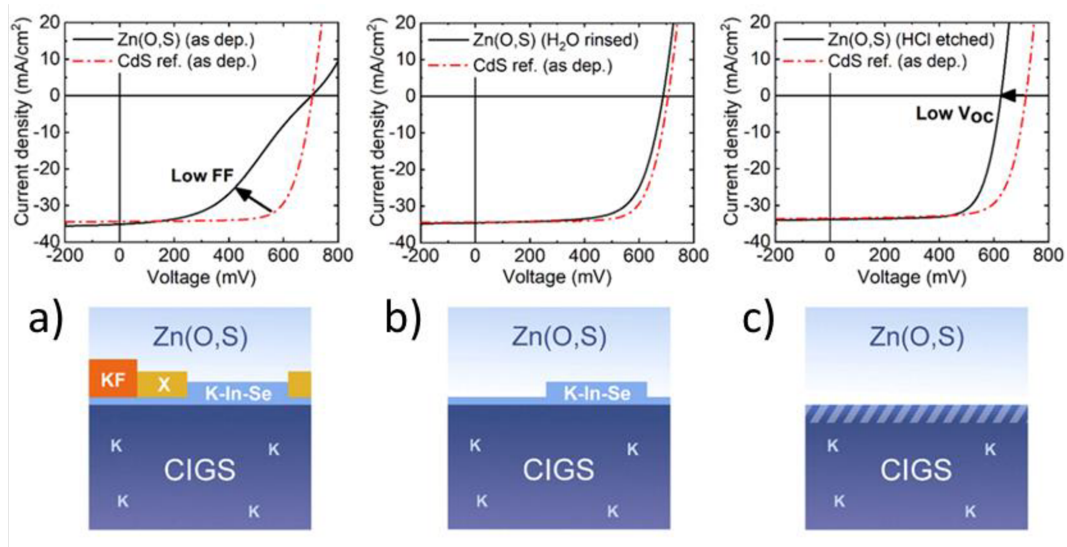 Zn(O,S) (as dep.)
CdS ref. (as dep.)
Low FF
Current density (mA/cm²)
20
10
0
-10
-20
-30
-40
-200
0
200
400
600
800
Voltage (mV)
Zn(O,S) (H₂O rinsed)
CdS ref. (as dep.)
Current density (mA/cm²)
20
10
0
-10
-20
-30
-40
-200
0
200
400
600
800
Voltage (mV)
Zn(O,S) (HCl etched)
CdS ref. (as dep.)
Low VOC
Current density (mA/cm²)
20
10
0
-10
-20
-30
-40
-200
0
200
400
600
800
Voltage (mV)
a)
Zn(O,S)
KF
X
K-In-Se
K
K
CIGS
K
K
b)
Zn(O,S)
K-In-Se
K
K
CIGS
K
K
c)
Zn(O,S)
K
K
CIGS
K
K